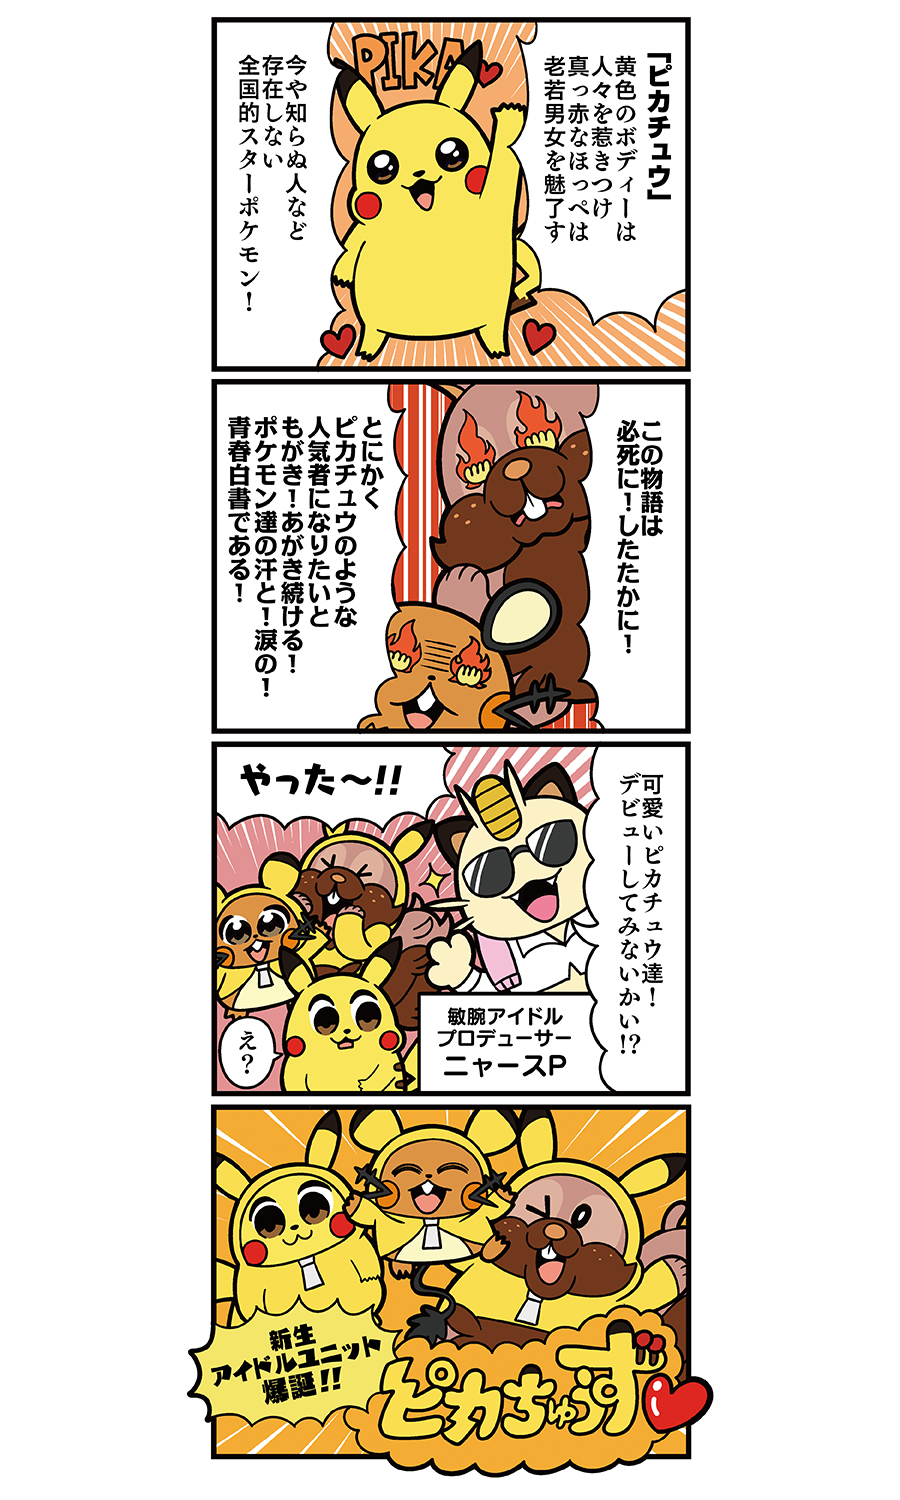 PIKA
「ピカチュウ」
黄色のボディーは
人々を惹きつけ
真っ赤なほっぺは
老若男女を魅了す
今や知らぬ人など
存在しない
全国的スターポケモン！
この物語は
必死に！したたかに！
とにかく
ピカチュウのような
人気者になりたいと
もがき！あがき続ける！
ポケモン達の汗と！涙の！
青春白書である！
可愛いピカチュウ達！
デビューしてみないかい!?
やった〜!!
敏腕アイドル
プロデューサー
ニャースP
え？
新生
アイドルユニット
爆誕!!
ピカちゅうず